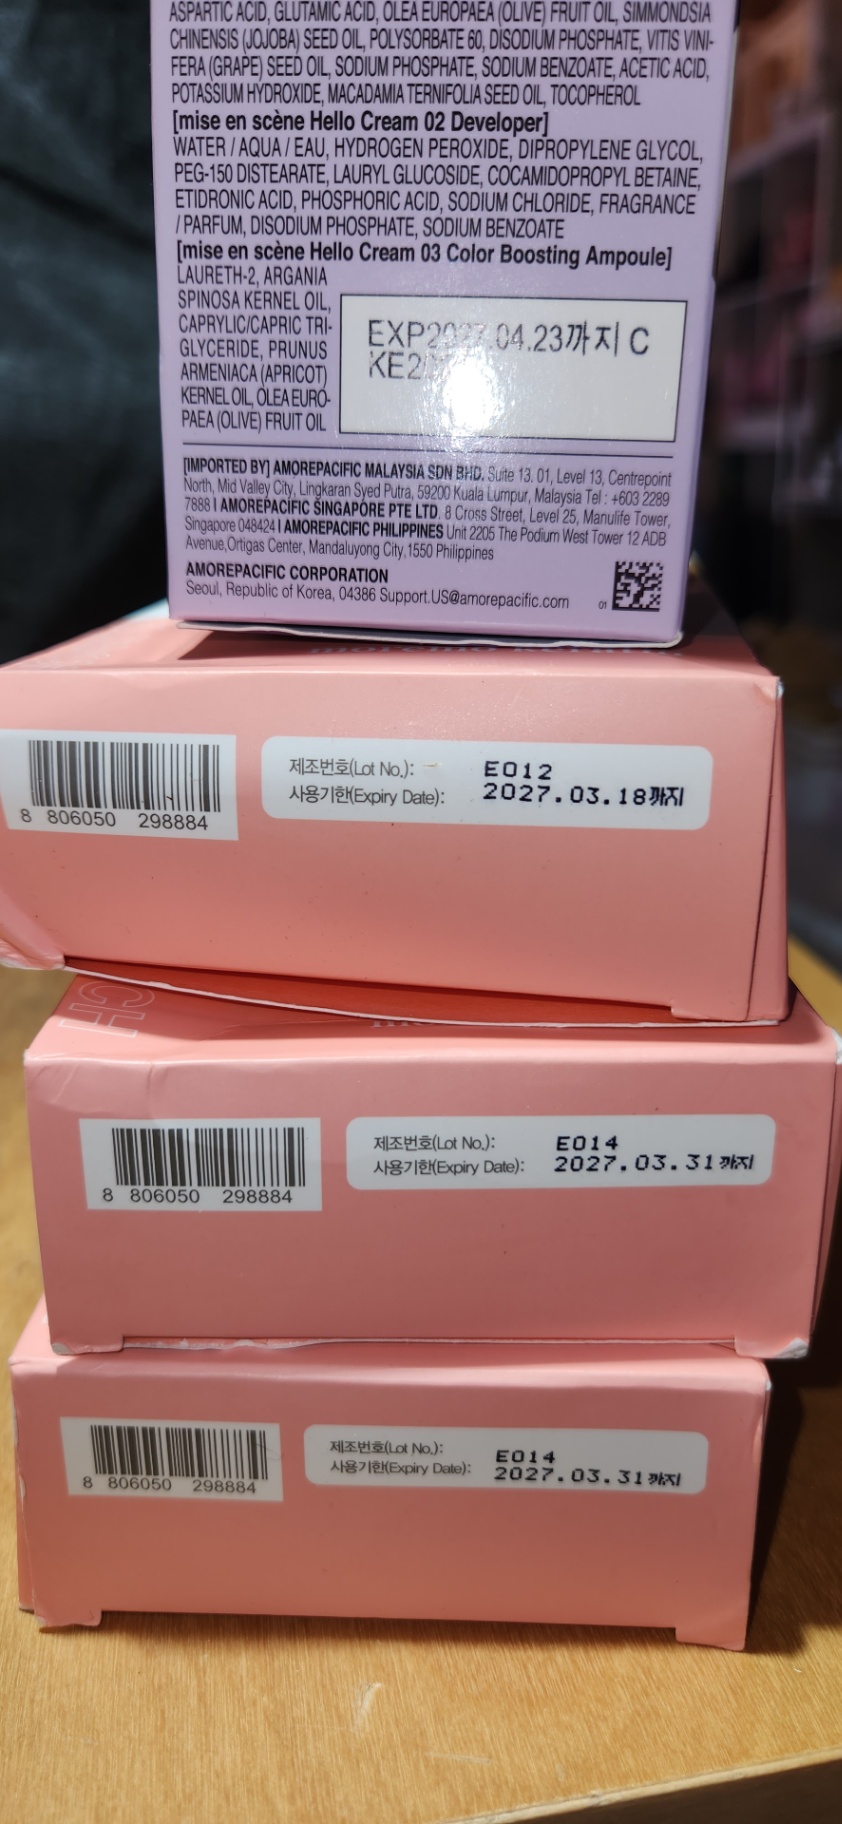 ASPARTIC ACID, GLUTAMIC ACID, OLEA EUROPAEA (OLIVE) FRUIT OIL, SIMMONDSIA
CHINENSIS (JOJOBA) SEED OIL, POLYSORBATE 60, DISODIUM PHOSPHATE, VITIS VINI-
FERA (GRAPE) SEED OIL, SODIUM PHOSPHATE, SODIUM BENZOATE, ACETIC ACID,
POTASSIUM HYDROXIDE, MACADAMIA TERNIFOLIA SEED OIL, TOCOPHEROL
[mise en scène Hello Cream 02 Developer]
WATER / AQUA / EAU, HYDROGEN PEROXIDE, DIPROPYLENE GLYCOL,
PEG-150 DISTEARATE, LAURYL GLUCOSIDE, COCAMIDOPROPYL BETAINE,
ETIDRONIC ACID, PHOSPHORIC ACID, SODIUM CHLORIDE, FRAGRANCE
/ PARFUM, DISODIUM PHOSPHATE, SODIUM BENZOATE
[mise en scène Hello Cream 03 Color Boosting Ampoule]
LAURETH-2, ARGANIA
SPINOSA KERNEL OIL,
CAPRYLIC/CAPRIC TRI-
GLYCERIDE, PRUNUS
ARMENIACA (APRICOT)
KERNEL OIL, OLEA EURO-
PAEA (OLIVE) FRUIT OIL
EXP2027.04.23까지 C
[IMPORTED BY] AMOREPACIFIC MALAYSIA SDN BHD. Suite 13. 01, Level 13, Centrepoint
North, Mid Valley City, Lingkaran Syed Putra, 59200 Kuala Lumpur, Malaysia Tel : +603 2289
7888 | AMOREPACIFIC SINGAPORE PTE LTD. 8 Cross Street, Level 25, Manulife Tower,
Singapore 048424 | AMOREPACIFIC PHILIPPINES Unit 2205 The Podium West Tower 12 ADB
Avenue,Ortigas Center, Mandaluyong City,1550 Philippines
AMOREPACIFIC CORPORATION
Seoul, Republic of Korea, 04386 Support.US@amorepacific.com
01
8 806050 298884
제조번호(Lot No.): E012
사용기한(Expiry Date): 2027.03.18까지
CH
8 806050 298884
제조번호(Lot No.): E014
사용기한(Expiry Date): 2027.03.31까지
8 806050 298884
제조번호(Lot No.): E014
사용기한(Expiry Date): 2027.03.31까지